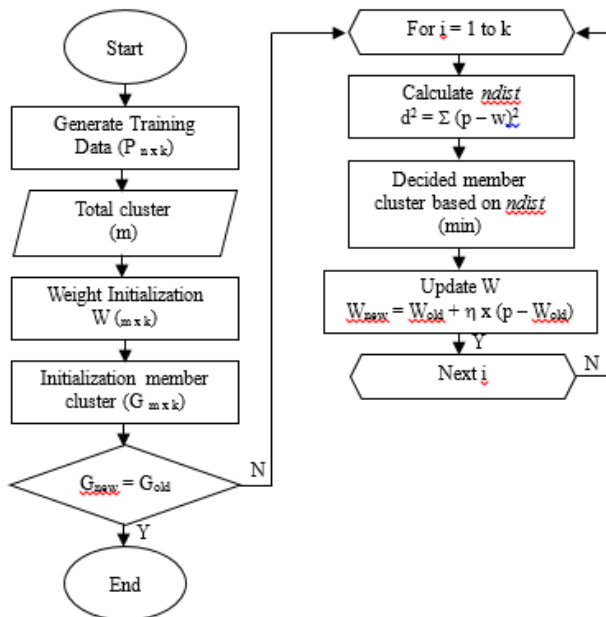 Start
Generate Training
Data (P n x k)
Total cluster
(m)
Weight Initialization
W (m x k)
Initialization member
cluster (G m x k)
Gnew = Gold
N
Y
End
For i = 1 to k
Calculate ndist
d² = Σ (p – w)²
Decided member
cluster based on ndist
(min)
Update W
Wnew = Wold + η x (p – Wold)
Y
Next i
N